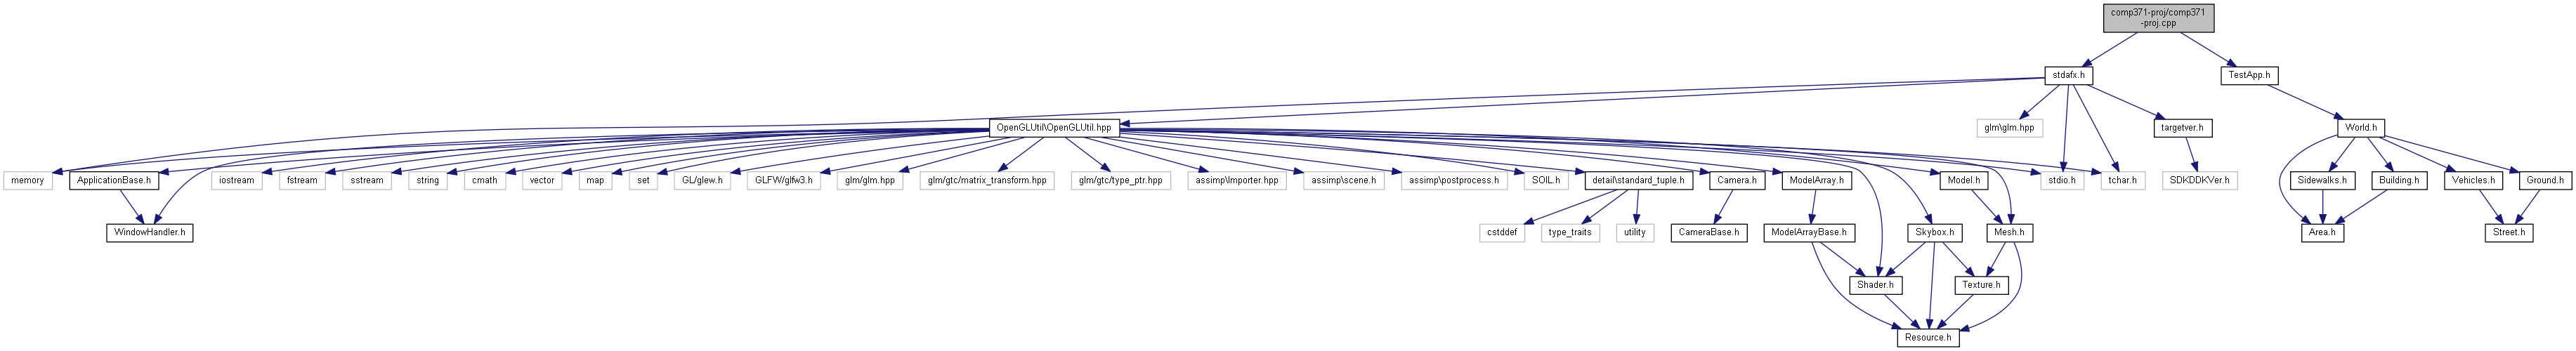 comp371-proj/comp371
-proj.cpp
stdafx.h
TestApp.h
OpenGLUtil\OpenGLUtil.hpp
glm\glm.hpp
targetver.h
World.h
memory
ApplicationBase.h
iostream
fstream
sstream
string
cmath
vector
map
set
GL/glew.h
GLFW/glfw3.h
glm/glm.hpp
glm/gtc/matrix_transform.hpp
glm/gtc/type_ptr.hpp
assimp\Importer.hpp
assimp\scene.h
assimp\postprocess.h
SOIL.h
detail\standard_tuple.h
Camera.h
ModelArray.h
Model.h
stdio.h
tchar.h
SDKDDKVer.h
Sidewalks.h
Building.h
Vehicles.h
Ground.h
WindowHandler.h
cstddef
type_traits
utility
CameraBase.h
ModelArrayBase.h
Skybox.h
Mesh.h
Area.h
Street.h
Shader.h
Texture.h
Resource.h